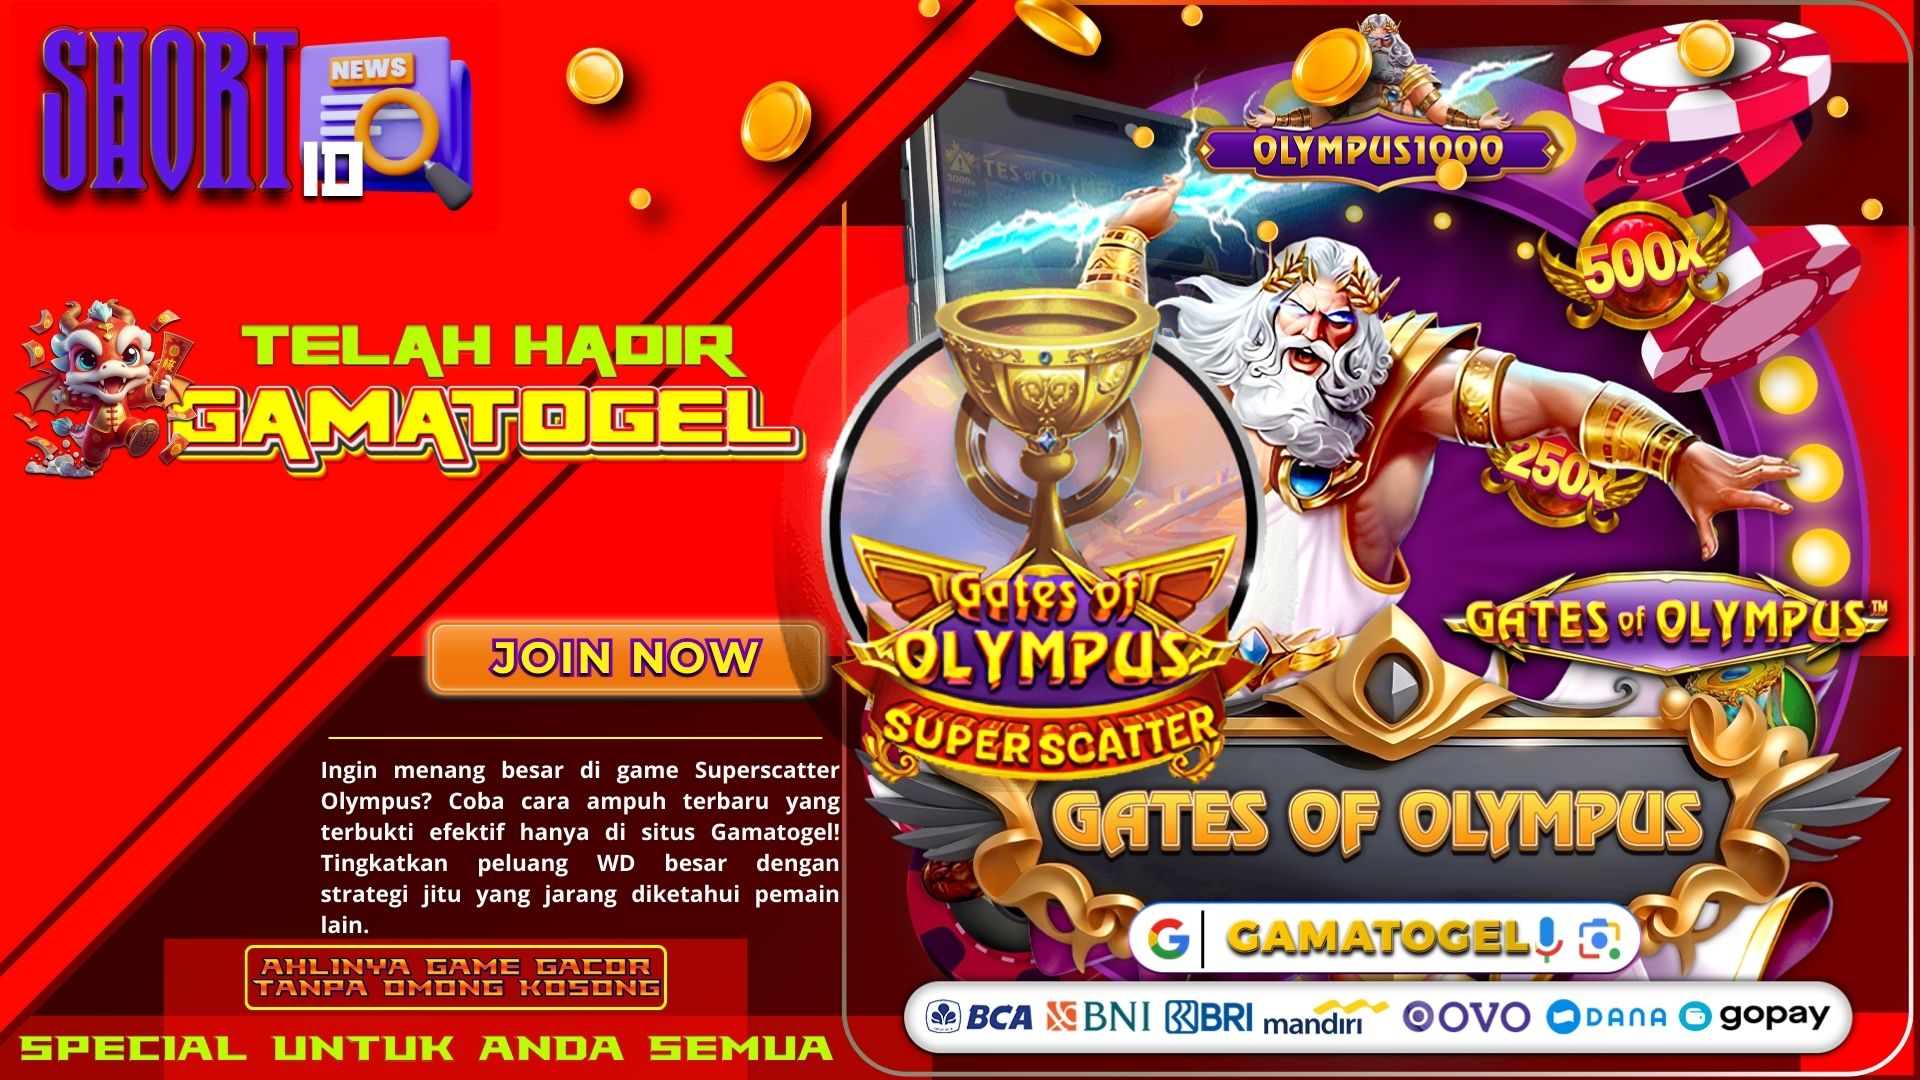 SHORT
NEWS
ID
TELAH HADIR
GAMATOGEL
JOIN NOW
Ingin menang besar di game Superscatter
Olympus? Coba cara ampuh terbaru yang
terbukti efektif hanya di situs Gamatogel!
Tingkatkan peluang WD besar dengan
strategi jitu yang jarang diketahui pemain
lain.
AHLINYA GAME GACOR
TANPA OMONG KOSONG
SPECIAL UNTUK ANDA SEMUA
OLYMPUS1000
500x
250x
GATES of OLYMPUS™
Gates of
OLYMPUS
SUPER SCATTER
GATES OF OLYMPUS
G | GAMATOGEL
BCA BNI BRI mandiri OVO DANA gopay